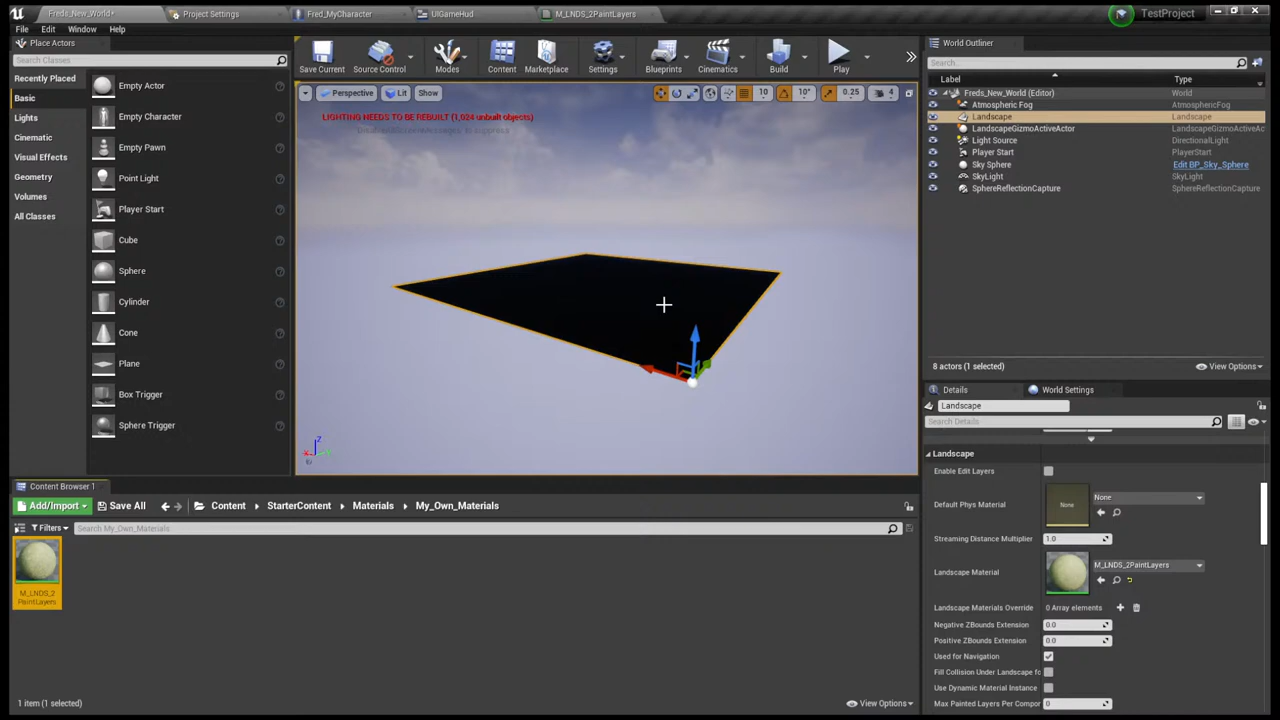 Freds_New_World*
Project Settings
Fred_MyCharacter
UIGameHud
M_LNDS_2PaintLayers
TestProject
File Edit Window Help
Place Actors
Search Classes
Recently Placed
Basic
Lights
Cinematic
Visual Effects
Geometry
Volumes
All Classes
Empty Actor
Empty Character
Empty Pawn
Point Light
Player Start
Cube
Sphere
Cylinder
Cone
Plane
Box Trigger
Sphere Trigger
Save Current
Source Control
Modes
Content
Marketplace
Settings
Blueprints
Cinematics
Build
Play
Perspective
Lit
Show
10
10°
0.25
4
LIGHTING NEEDS TO BE REBUILT (1,024 unbuilt objects)
'DisableAllScreenMessages' to suppress
World Outliner
Search...
Label Type
Freds_New_World (Editor) World
Atmospheric Fog AtmosphericFog
Landscape Landscape
LandscapeGizmoActiveActor LandscapeGizmoActiveAc
Light Source DirectionalLight
Player Start PlayerStart
Sky Sphere Edit BP_Sky_Sphere
SkyLight SkyLight
SphereReflectionCapture SphereReflectionCapture
8 actors (1 selected)
View Options
Details
World Settings
Landscape
Search Details
Landscape
Enable Edit Layers
Default Phys Material
None
None
Streaming Distance Multiplier 1.0
Landscape Material
M_LNDS_2PaintLayers
Landscape Materials Override 0 Array elements
Negative ZBounds Extension 0.0
Positive ZBounds Extension 0.0
Used for Navigation
Fill Collision Under Landscape fo
Use Dynamic Material Instance
Max Painted Layers Per Compor 0
Content Browser 1
Add/Import
Save All
Content
StarterContent
Materials
My_Own_Materials
Filters
Search My_Own_Materials
M_LNDS_2
PaintLayers
1 item (1 selected)
View Options
Z
X
Y